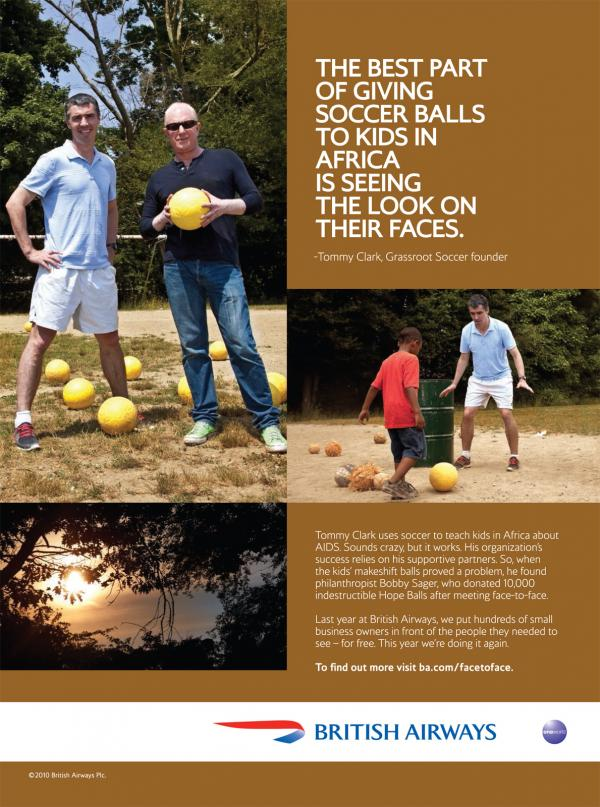 THE BEST PART
OF GIVING
SOCCER BALLS
TO KIDS IN
AFRICA
IS SEEING
THE LOOK ON
THEIR FACES.
-Tommy Clark, Grassroot Soccer founder
Tommy Clark uses soccer to teach kids in Africa about
AIDS. Sounds crazy, but it works. His organization's
success relies on his supportive partners. So, when
the kids' makeshift balls proved a problem, he found
philanthropist Bobby Sager, who donated 10,000
indestructible Hope Balls after meeting face-to-face.
Last year at British Airways, we put hundreds of small
business owners in front of the people they needed to
see – for free. This year we're doing it again.
To find out more visit ba.com/facetoface.
BRITISH AIRWAYS
oneworld
©2010 British Airways Plc.